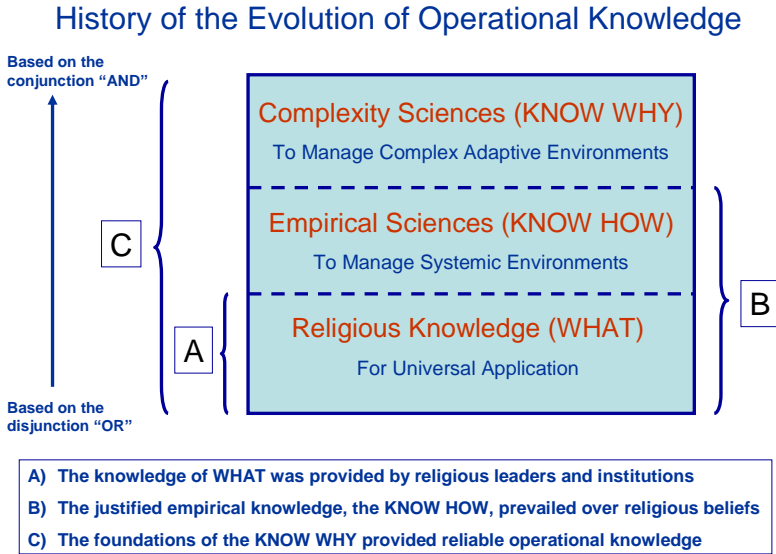 History of the Evolution of Operational Knowledge
Based on the
conjunction “AND”
Complexity Sciences (KNOW WHY)
To Manage Complex Adaptive Environments
C
Empirical Sciences (KNOW HOW)
To Manage Systemic Environments
B
A
Religious Knowledge (WHAT)
For Universal Application
Based on the
disjunction “OR”
A) The knowledge of WHAT was provided by religious leaders and institutions
B) The justified empirical knowledge, the KNOW HOW, prevailed over religious beliefs
C) The foundations of the KNOW WHY provided reliable operational knowledge